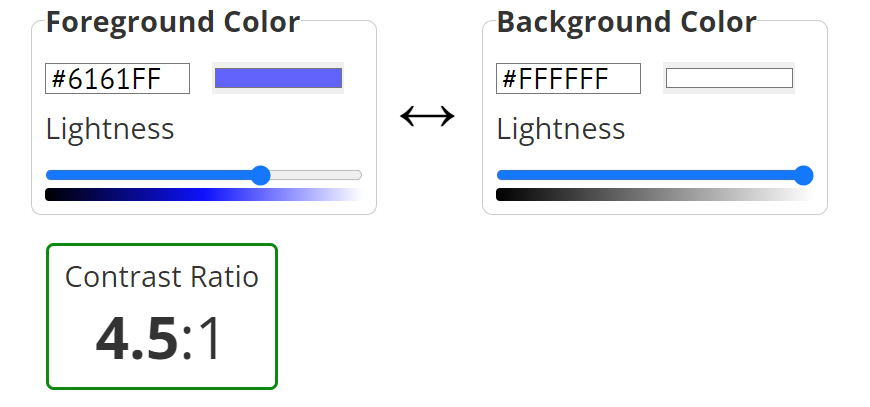 Foreground Color
#6161FF
Lightness
Background Color
#FFFFFF
Lightness
Contrast Ratio
4.5:1